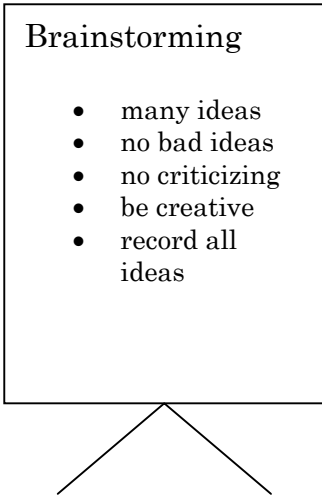 Brainstorming
• many ideas
• no bad ideas
• no criticizing
• be creative
• record all
ideas